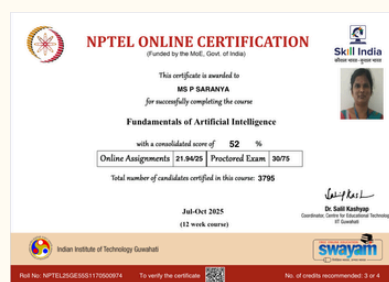 NPTEL ONLINE CERTIFICATION
(Funded by the MoE, Govt. of India)
Skill India
कौशल भारत - कुशल भारत
This certificate is awarded to
MS P SARANYA
for successfully completing the course
Fundamentals of Artificial Intelligence
with a consolidated score of 52 %
Online Assignments 21.94/25 Proctored Exam 30/75
Total number of candidates certified in this course: 3795
Jul-Oct 2025
(12 week course)
Dr. Salil Kashyap
Coordinator, Centre for Educational Technology
IIT Guwahati
Indian Institute of Technology Guwahati
swayam
Roll No: NPTEL25GE55S1170500974 To verify the certificate No. of credits recommended: 3 or 4